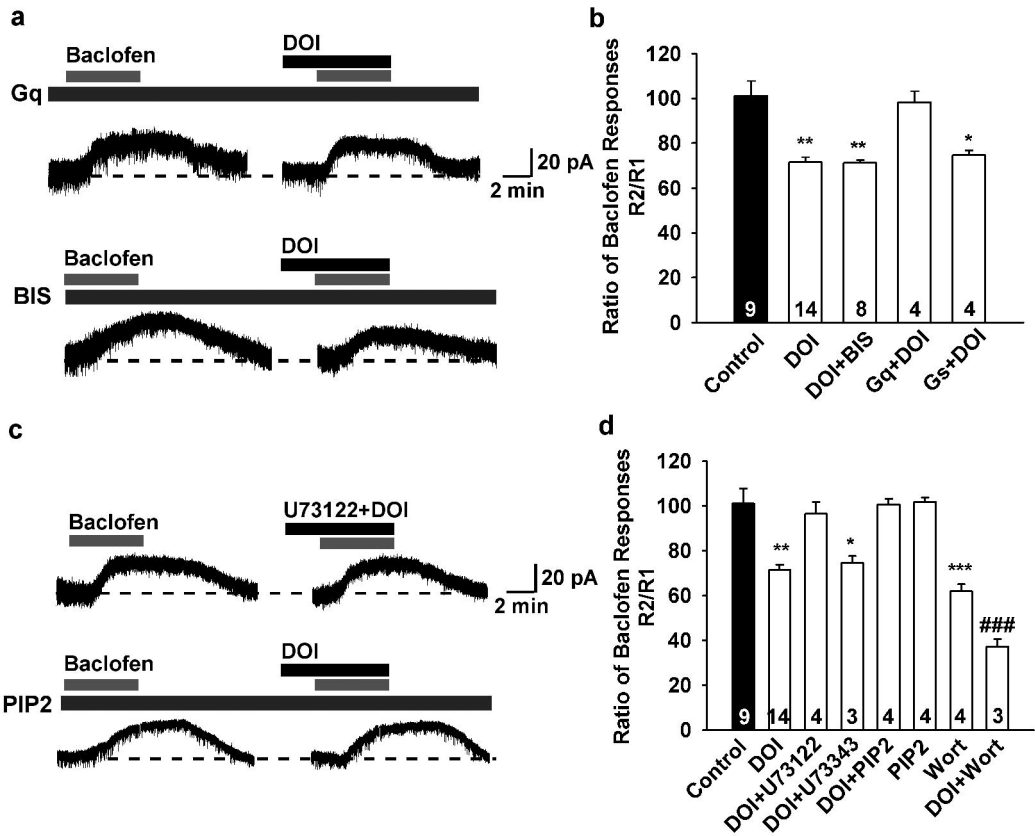 a
DOI
Baclofen
Gq
20 pA
2 min
DOI
Baclofen
BIS
b
Ratio of Baclofen Responses
R2/R1
120
100
80
60
40
20
0
** ** *
9 14 8 4 4
Control DOI DOI+BIS Gq+DOI Gs+DOI
c
U73122+DOI
Baclofen
20 pA
2 min
DOI
Baclofen
PIP2
d
Ratio of Baclofen Responses
R2/R1
120
100
80
60
40
20
0
** * *** ###
9 14 4 3 4 4 4 3
Control DOI DOI+U73122 DOI+U73343 DOI+PIP2 PIP2 Wort DOI+Wort